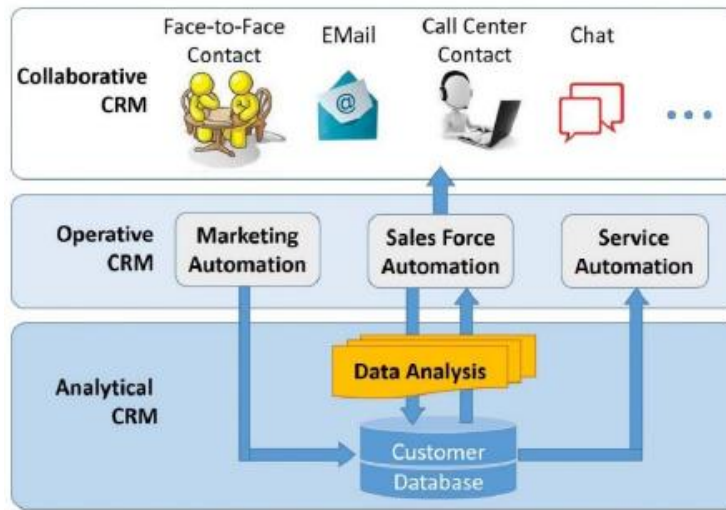 Collaborative
CRM
Face-to-Face
Contact
EMail
@
Call Center
Contact
Chat
Operative
CRM
Marketing
Automation
Sales Force
Automation
Service
Automation
Analytical
CRM
Data Analysis
Customer
Database